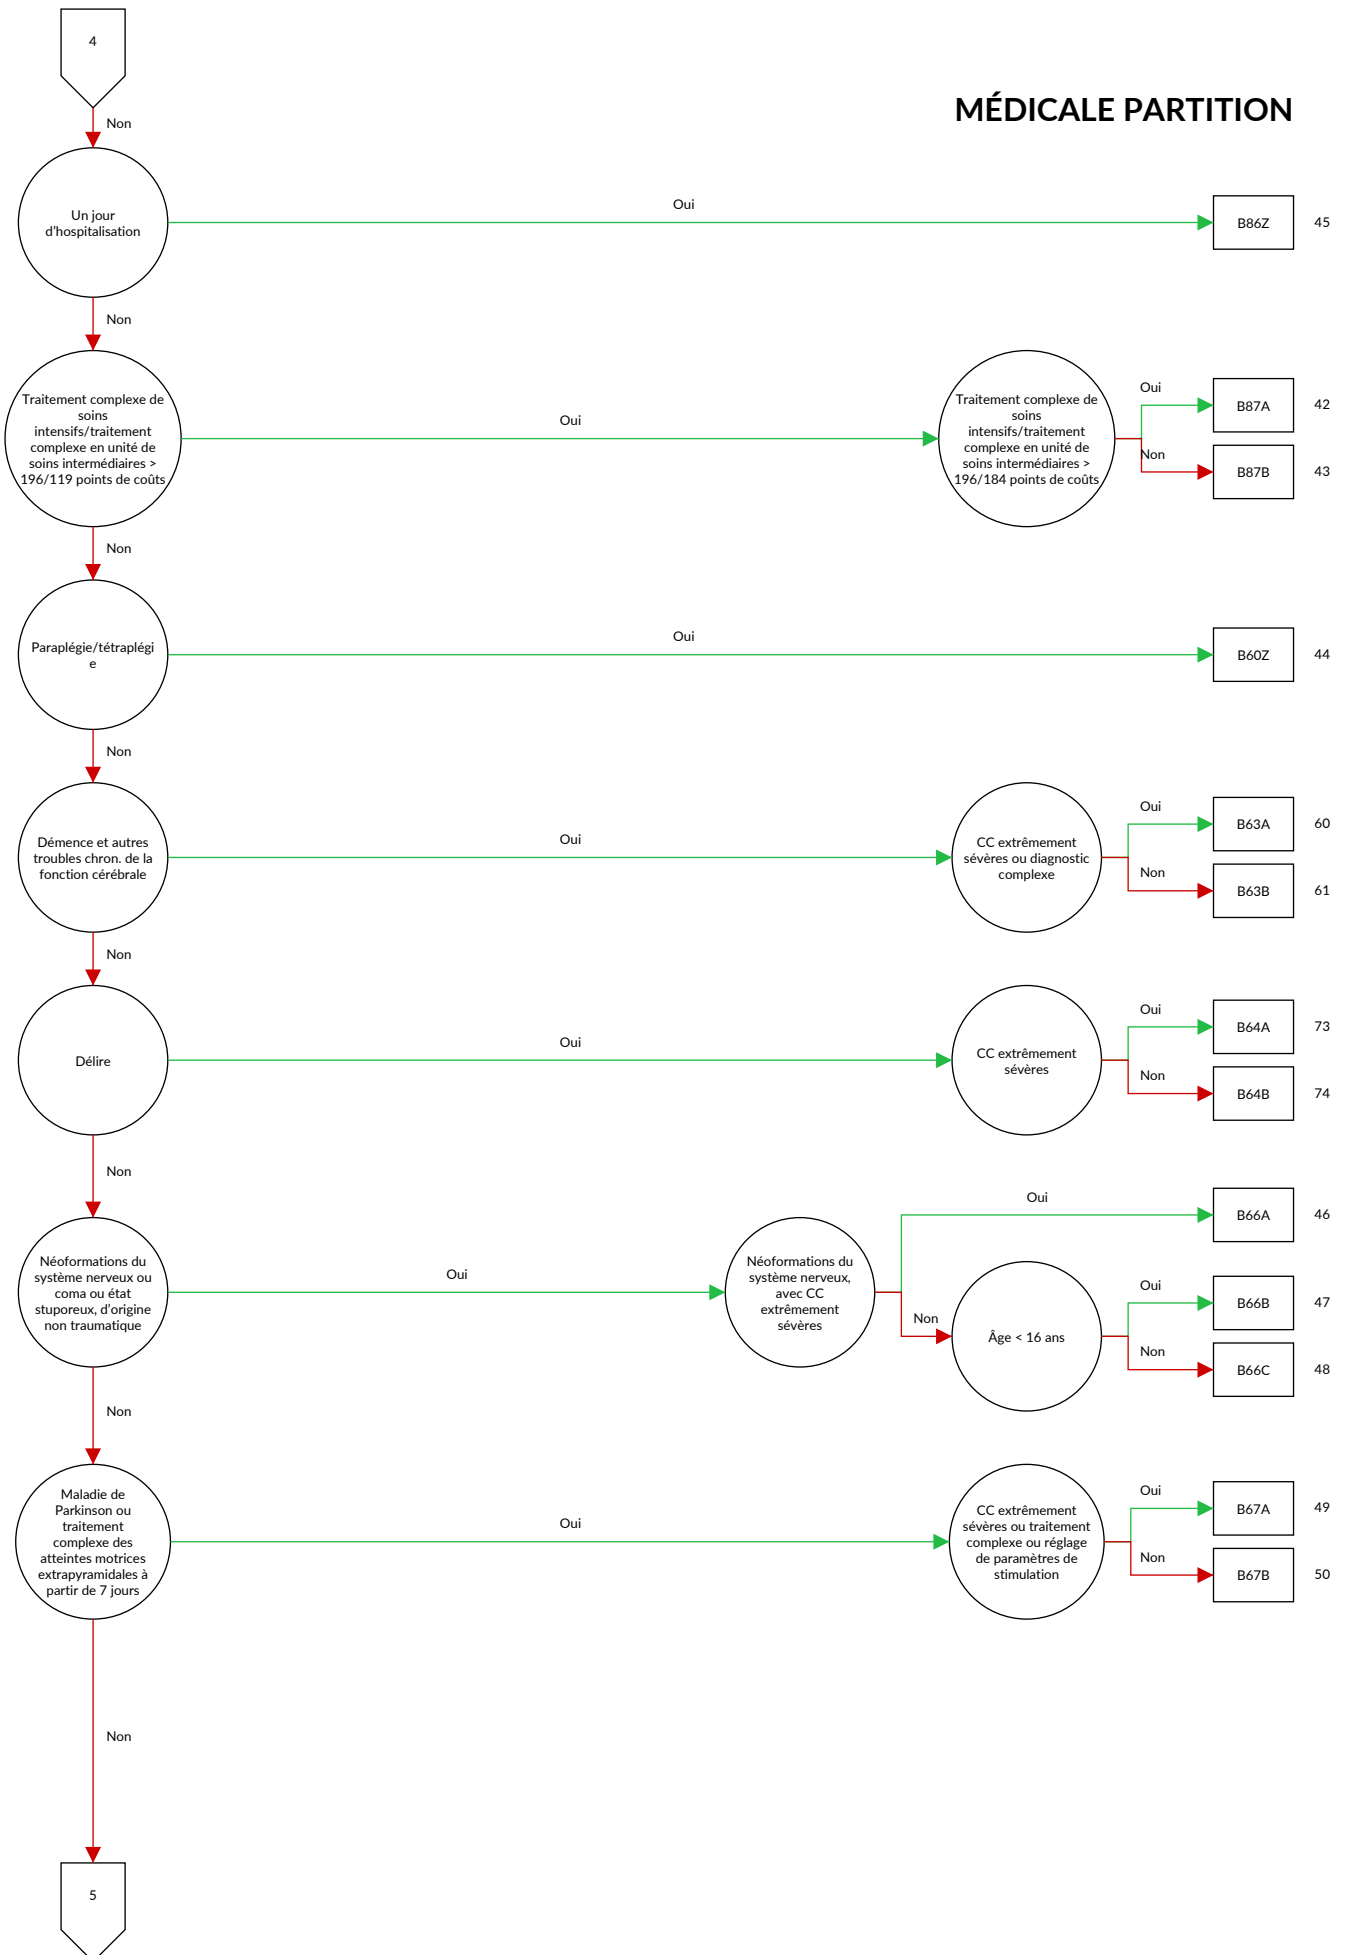 4
MÉDICALE PARTITION
Non
Un jour
d'hospitalisation
Oui
B86Z
45
Non
Traitement complexe de
soins
intensifs/traitement
complexe en unité de
soins intermédiaires >
196/119 points de coûts
Oui
Traitement complexe de
soins
intensifs/traitement
complexe en unité de
soins intermédiaires >
196/184 points de coûts
Oui
B87A
42
Non
B87B
43
Non
Paraplégie/tétraplégi
e
Oui
B60Z
44
Non
Démence et autres
troubles chron. de la
fonction cérébrale
Oui
CC extrêmement
sévères ou diagnostic
complexe
Oui
B63A
60
Non
B63B
61
Non
Délire
Oui
CC extrêmement
sévères
Oui
B64A
73
Non
B64B
74
Non
Néoformations du
système nerveux ou
coma ou état
stuporeux, d'origine
non traumatique
Oui
Néoformations du
système nerveux,
avec CC
extrêmement
sévères
Oui
B66A
46
Non
Âge < 16 ans
Oui
B66B
47
Non
B66C
48
Non
Maladie de
Parkinson ou
traitement
complexe des
atteintes motrices
extrapyramidales à
partir de 7 jours
Oui
CC extrêmement
sévères ou traitement
complexe ou réglage
de paramètres de
stimulation
Oui
B67A
49
Non
B67B
50
Non
5